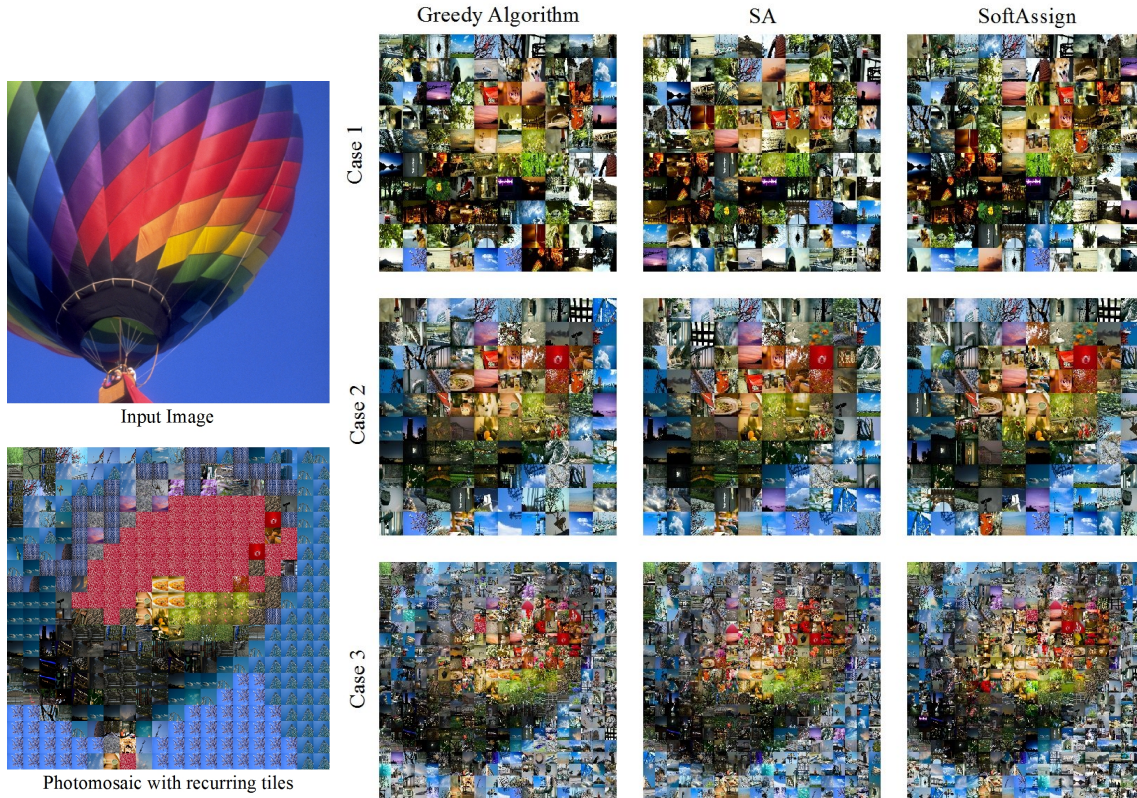 Greedy Algorithm
SA
SoftAssign
Case 1
Input Image
Case 2
Photomosaic with recurring tiles
Case 3